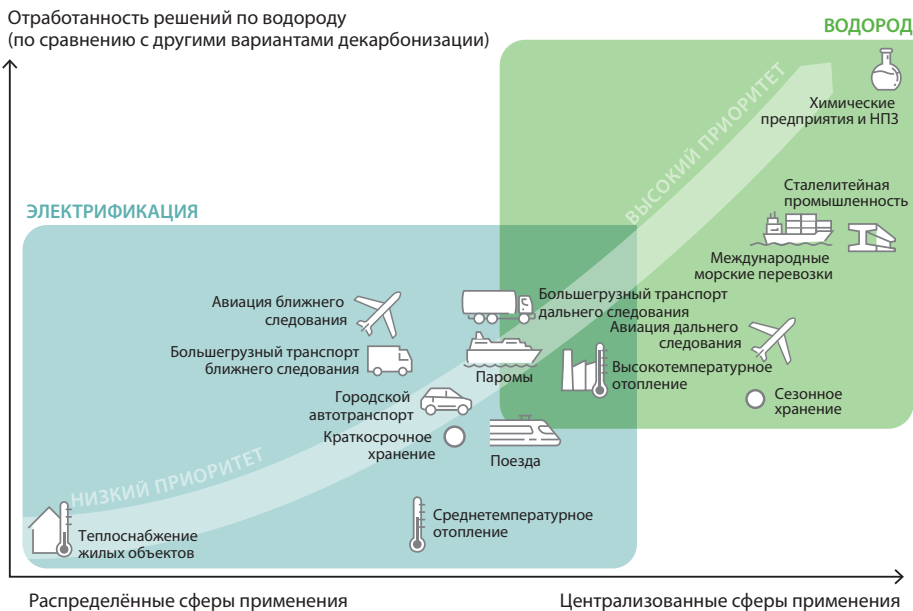 Отработанность решений по водороду
(по сравнению с другими вариантами декарбонизации)
ВОДОРОД
Химические
предприятия и НПЗ
ВЫСОКИЙ ПРИОРИТЕТ
Сталелитейная
промышленность
ЭЛЕКТРИФИКАЦИЯ
Международные
морские перевозки
Авиация ближнего
следования
Большегрузный транспорт
дальнего следования
Авиация дальнего
следования
Большегрузный транспорт
ближнего следования
Паромы
Высокотемпературное
отопление
Городской
автотранспорт
Сезонное
хранение
Краткосрочное
хранение
Поезда
НИЗКИЙ ПРИОРИТЕТ
Среднетемпературное
отопление
Теплоснабжение
жилых объектов
Распределённые сферы применения
Централизованные сферы применения